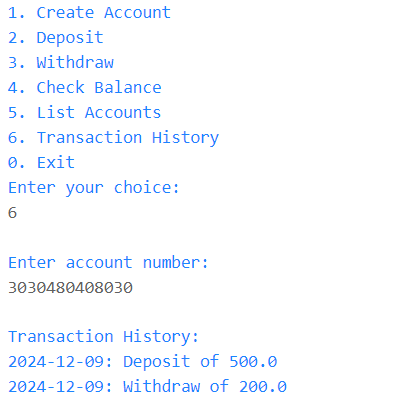 1. Create Account
2. Deposit
3. Withdraw
4. Check Balance
5. List Accounts
6. Transaction History
0. Exit
Enter your choice:
6
Enter account number:
3030480408030
Transaction History:
2024-12-09: Deposit of 500.0
2024-12-09: Withdraw of 200.0